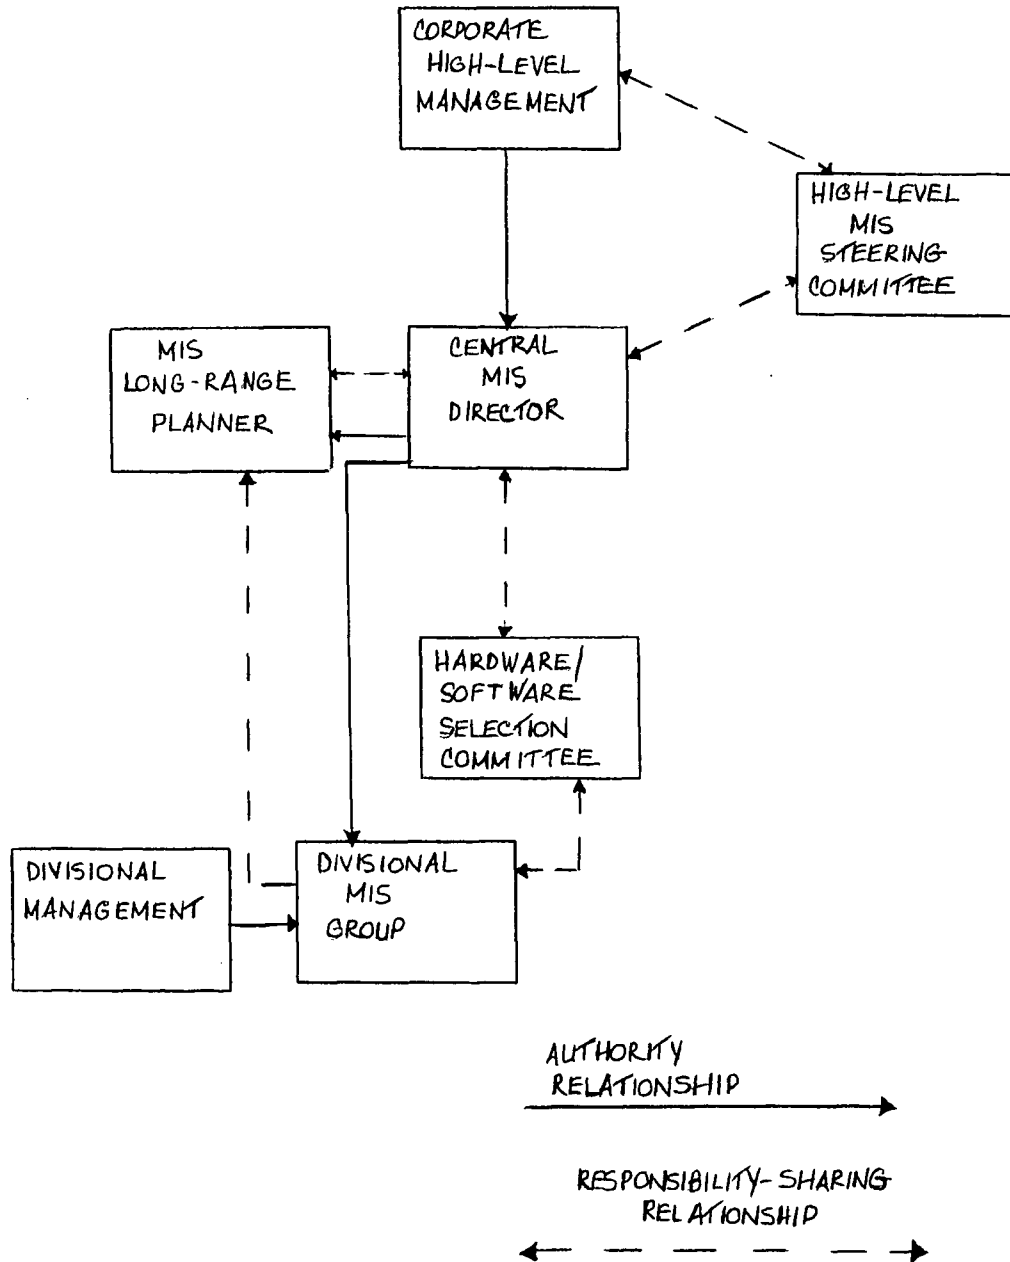 CORPORATE
HIGH-LEVEL
MANAGEMENT
HIGH-LEVEL
MIS
STEERING
COMMITTEE
MIS
LONG-RANGE
PLANNER
CENTRAL
MIS
DIRECTOR
HARDWARE/
SOFTWARE
SELECTION
COMMITTEE
DIVISIONAL
MANAGEMENT
DIVISIONAL
MIS
GROUP
AUTHORITY
RELATIONSHIP
RESPONSIBILITY-SHARING
RELATIONSHIP